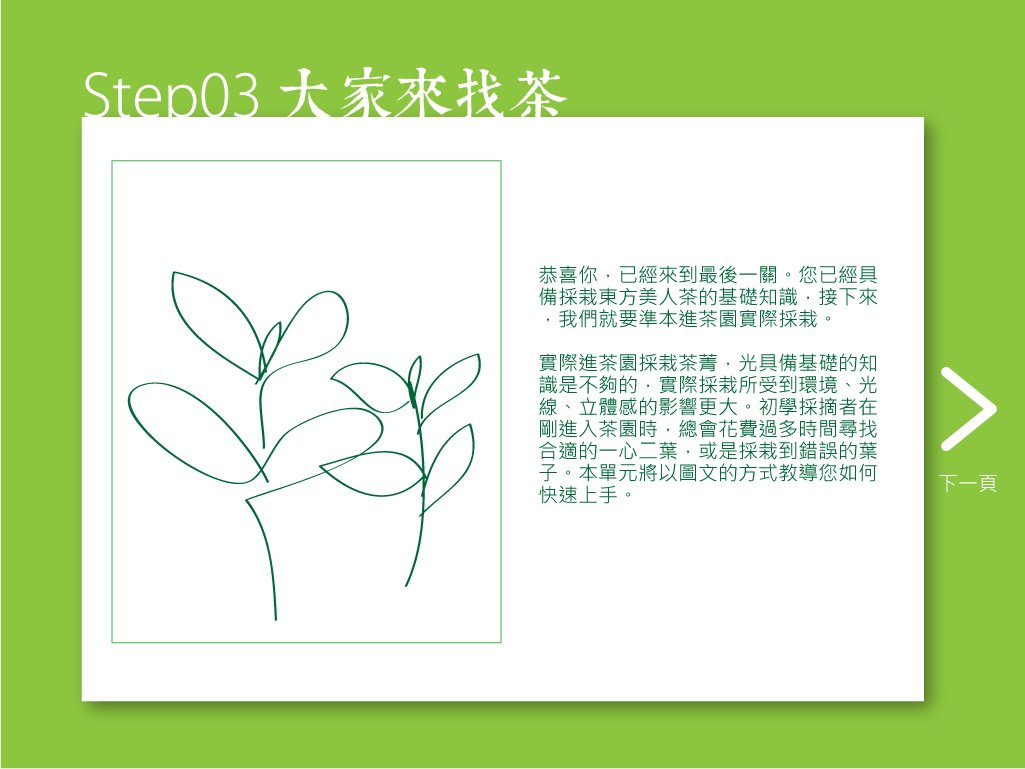 Step03 大家來找茶
恭喜你，已經來到最後一關。您已經具
備採栽東方美人茶的基礎知識，接下來
，我們就要準本進茶園實際採栽。
實際進茶園採栽茶菁，光具備基礎的知
識是不夠的，實際採栽所受到環境、光
線、立體感的影響更大。初學採摘者在
剛進入茶園時，總會花費過多時間尋找
合適的一心二葉，或是採栽到錯誤的葉
子。本單元將以圖文的方式教導您如何
快速上手。
下一頁